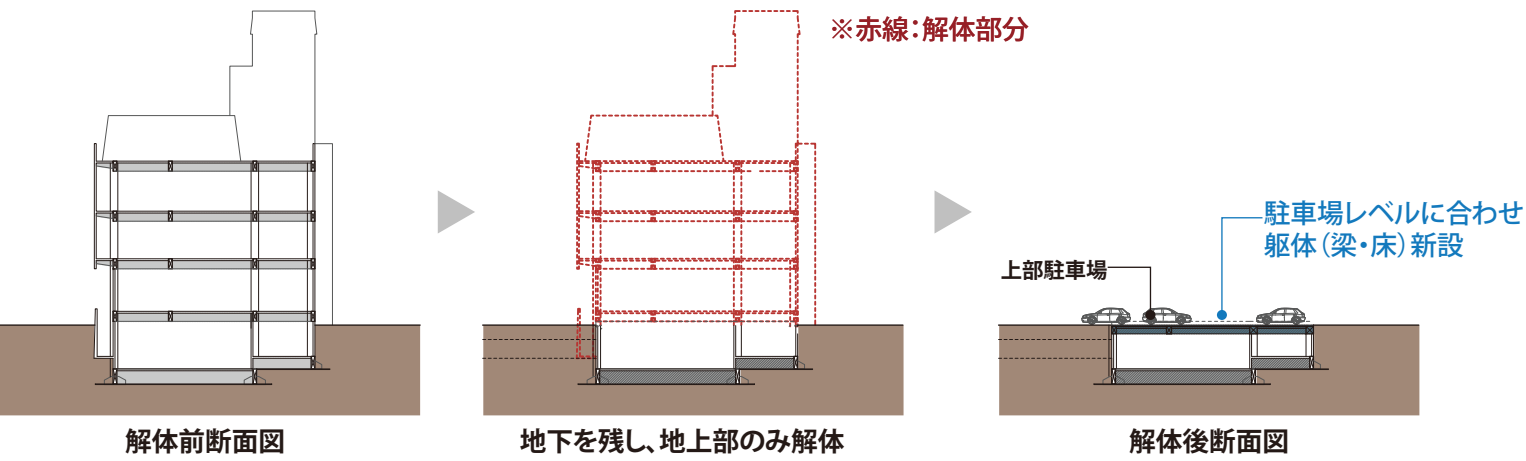 ※赤線：解体部分
駐車場レベルに合わせ
躯体（梁・床）新設
上部駐車場
解体前断面図
地下を残し、地上部のみ解体
解体後断面図